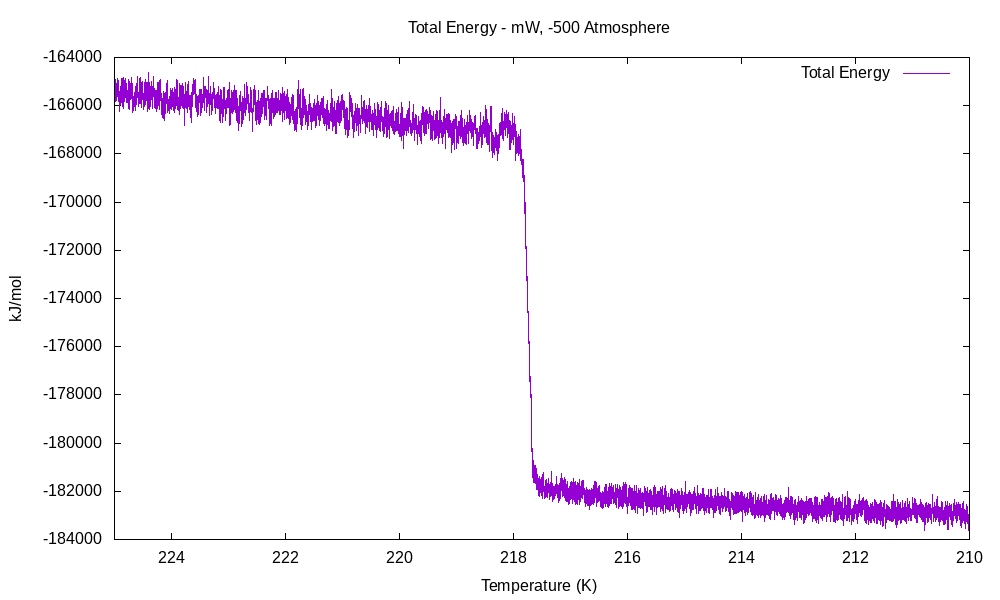 Total Energy - mW, -500 Atmosphere
Total Energy
-164000
-166000
-168000
-170000
-172000
-174000
-176000
-178000
-180000
-182000
-184000
kJ/mol
224 222 220 218 216 214 212 210
Temperature (K)